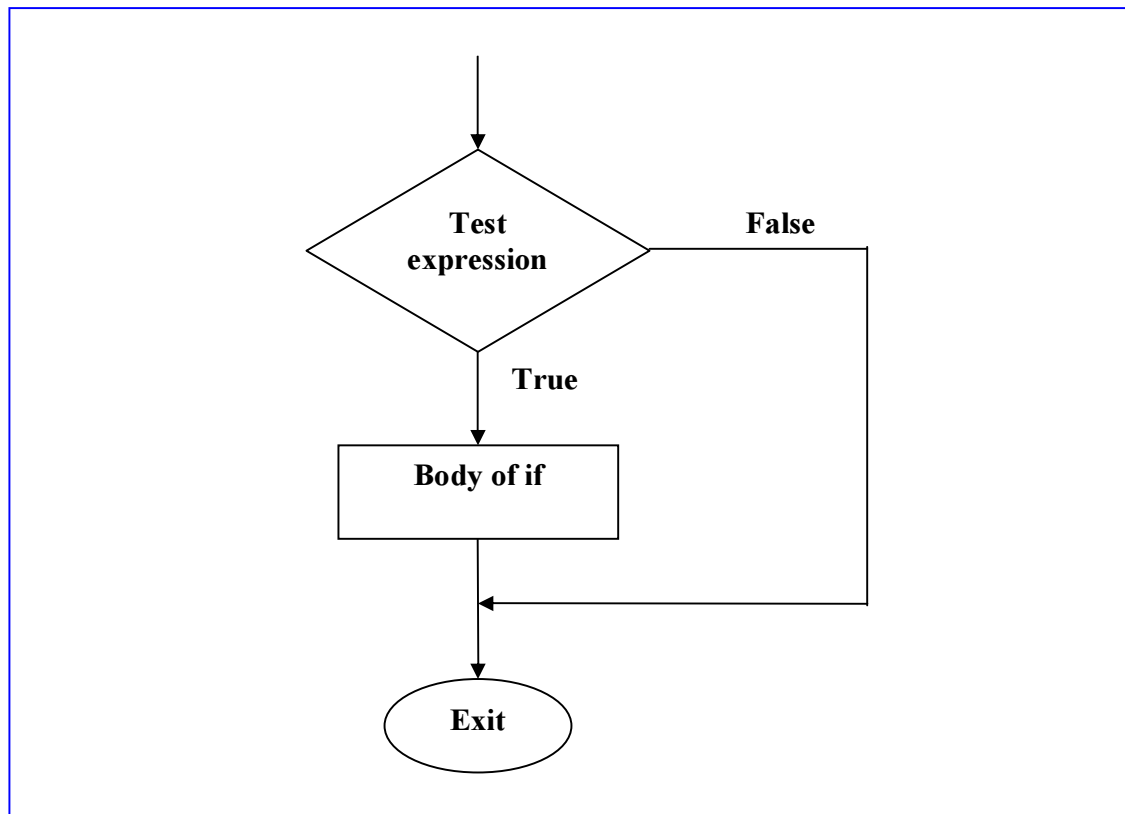 Test
expression
False
True
Body of if
Exit